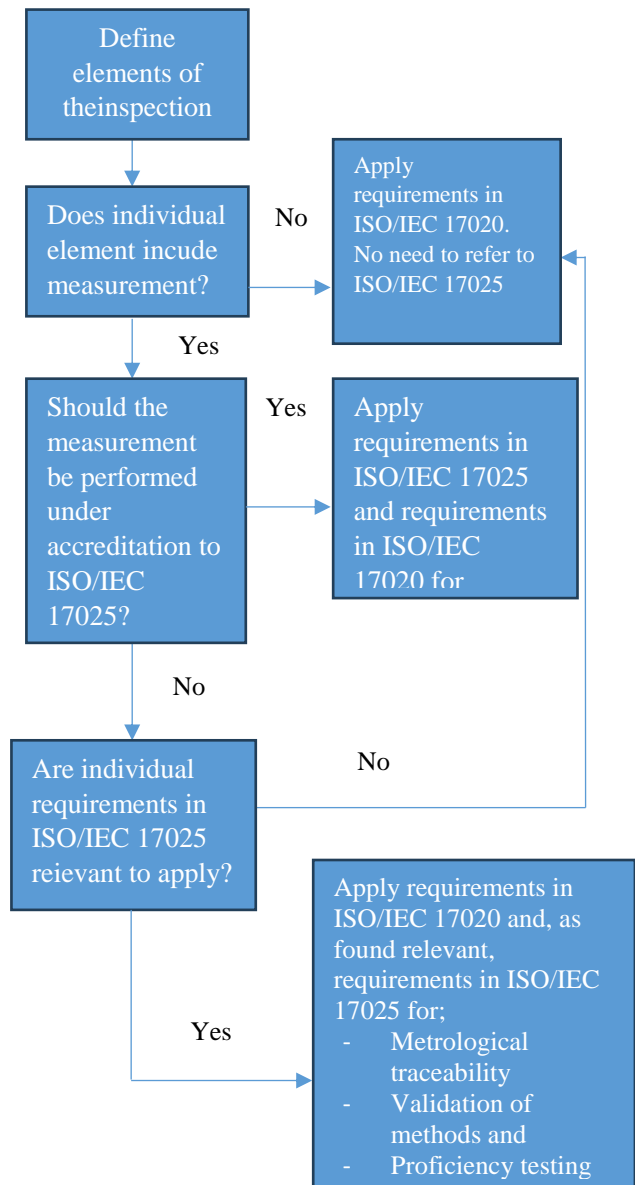 Define
elements of
theinspection
Does individual
element incude
measurement?
No
Apply
requirements in
ISO/IEC 17020.
No need to refer to
ISO/IEC 17025
Yes
Should the
measurement
be performed
under
accreditation to
ISO/IEC
17025?
Yes
Apply
requirements in
ISO/IEC 17025
and requirements
in ISO/IEC
17020 for
No
Are individual
requirements in
ISO/IEC 17025
reievant to apply?
No
Yes
Apply requirements in
ISO/IEC 17020 and, as
found relevant,
requirements in ISO/IEC
17025 for;
- Metrological
traceability
- Validation of
methods and
- Proficiency testing